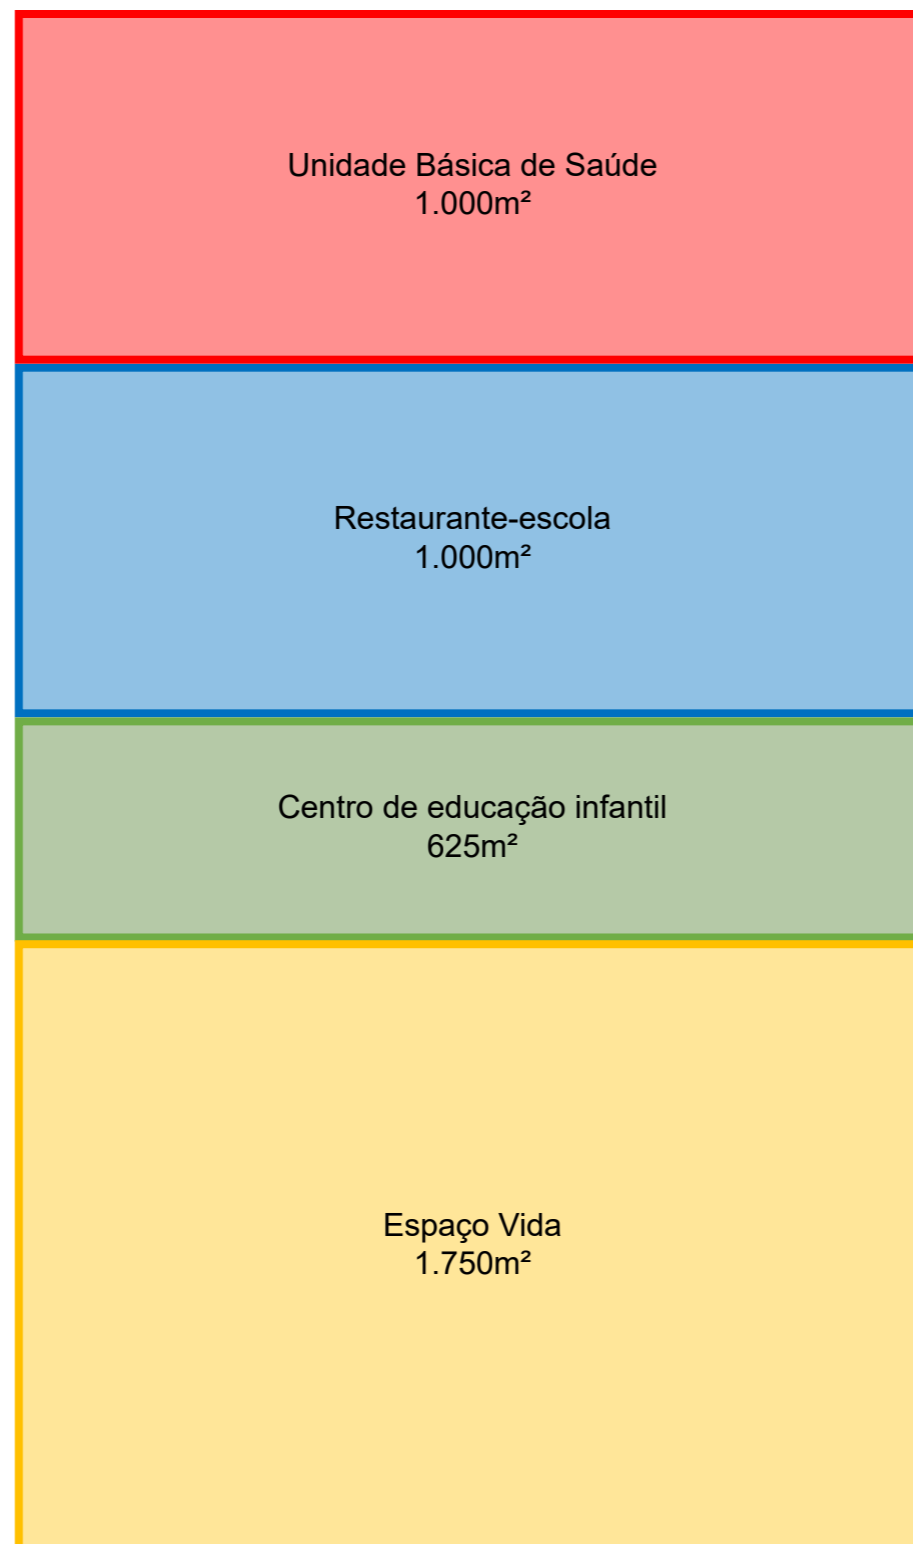 Unidade Básica de Saúde
1.000m²
Restaurante-escola
1.000m²
Centro de educação infantil
625m²
Espaço Vida
1.750m²